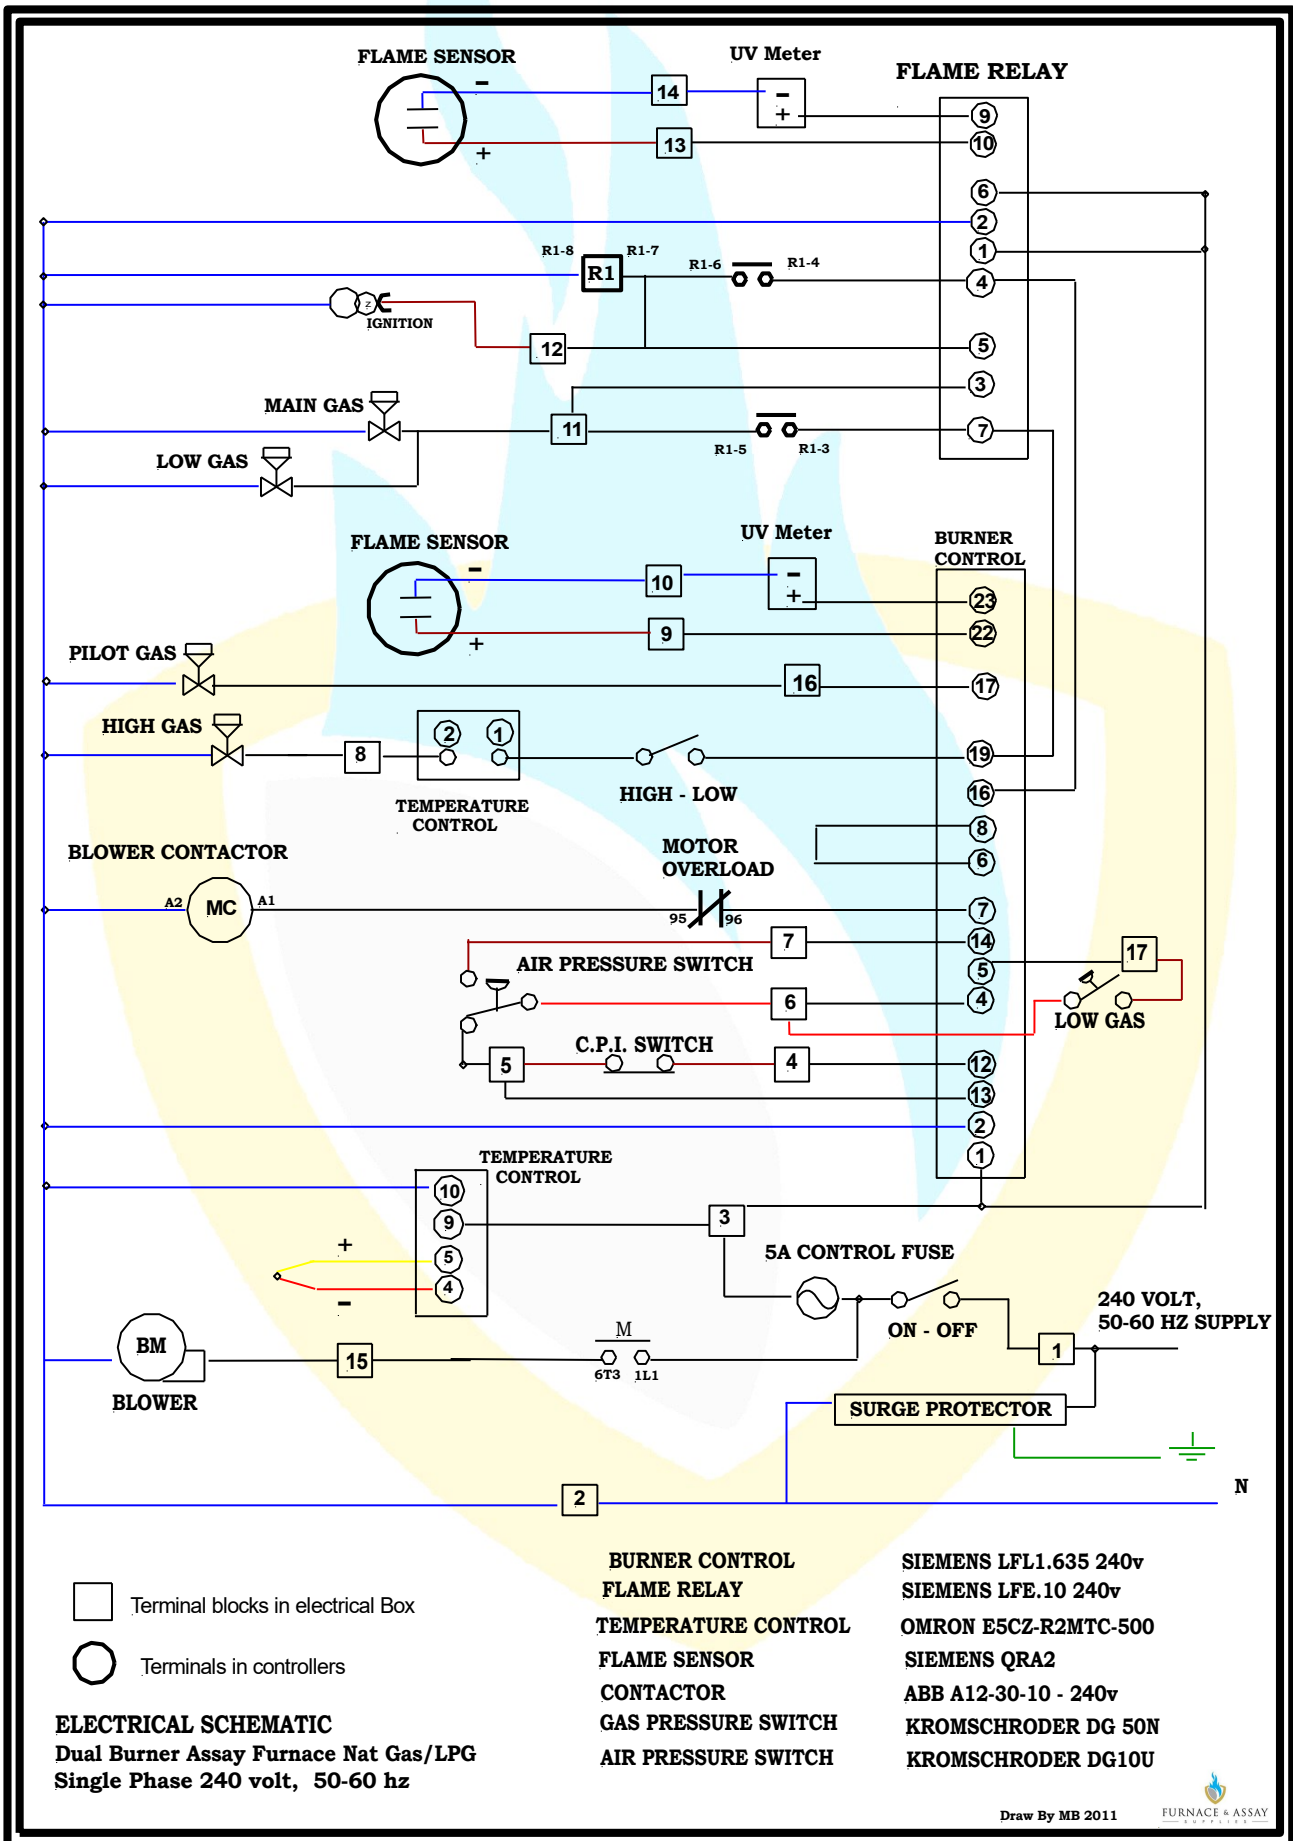 FLAME SENSOR
UV Meter
FLAME RELAY
-
14
-
+
9
+
13
10
6
2
1
R1-8
R1
R1-7
R1-6
R1-4
4
Z
IGNITION
12
5
3
MAIN GAS
11
R1-5
R1-3
7
LOW GAS
FLAME SENSOR
UV Meter
BURNER
CONTROL
-
10
-
+
23
+
9
22
PILOT GAS
16
17
HIGH GAS
8
2
1
19
TEMPERATURE
CONTROL
HIGH - LOW
16
8
6
BLOWER CONTACTOR
MOTOR
OVERLOAD
A2
MC
A1
95
96
7
7
14
AIR PRESSURE SWITCH
5
17
6
4
LOW GAS
C.P.I. SWITCH
5
4
12
13
2
1
TEMPERATURE
CONTROL
10
9
3
+
5
-
4
5A CONTROL FUSE
ON - OFF
240 VOLT,
50-60 HZ SUPPLY
1
BM
BLOWER
15
M
6T3
1L1
SURGE PROTECTOR
N
2
Terminal blocks in electrical Box
Terminals in controllers
BURNER CONTROL SIEMENS LFL1.635 240v
FLAME RELAY SIEMENS LFE.10 240v
TEMPERATURE CONTROL OMRON E5CZ-R2MTC-500
FLAME SENSOR SIEMENS QRA2
CONTACTOR ABB A12-30-10 - 240v
GAS PRESSURE SWITCH KROMSCHRODER DG 50N
AIR PRESSURE SWITCH KROMSCHRODER DG10U
ELECTRICAL SCHEMATIC
Dual Burner Assay Furnace Nat Gas/LPG
Single Phase 240 volt, 50-60 hz
Draw By MB 2011
FURNACE & ASSAY
SUPPLIES